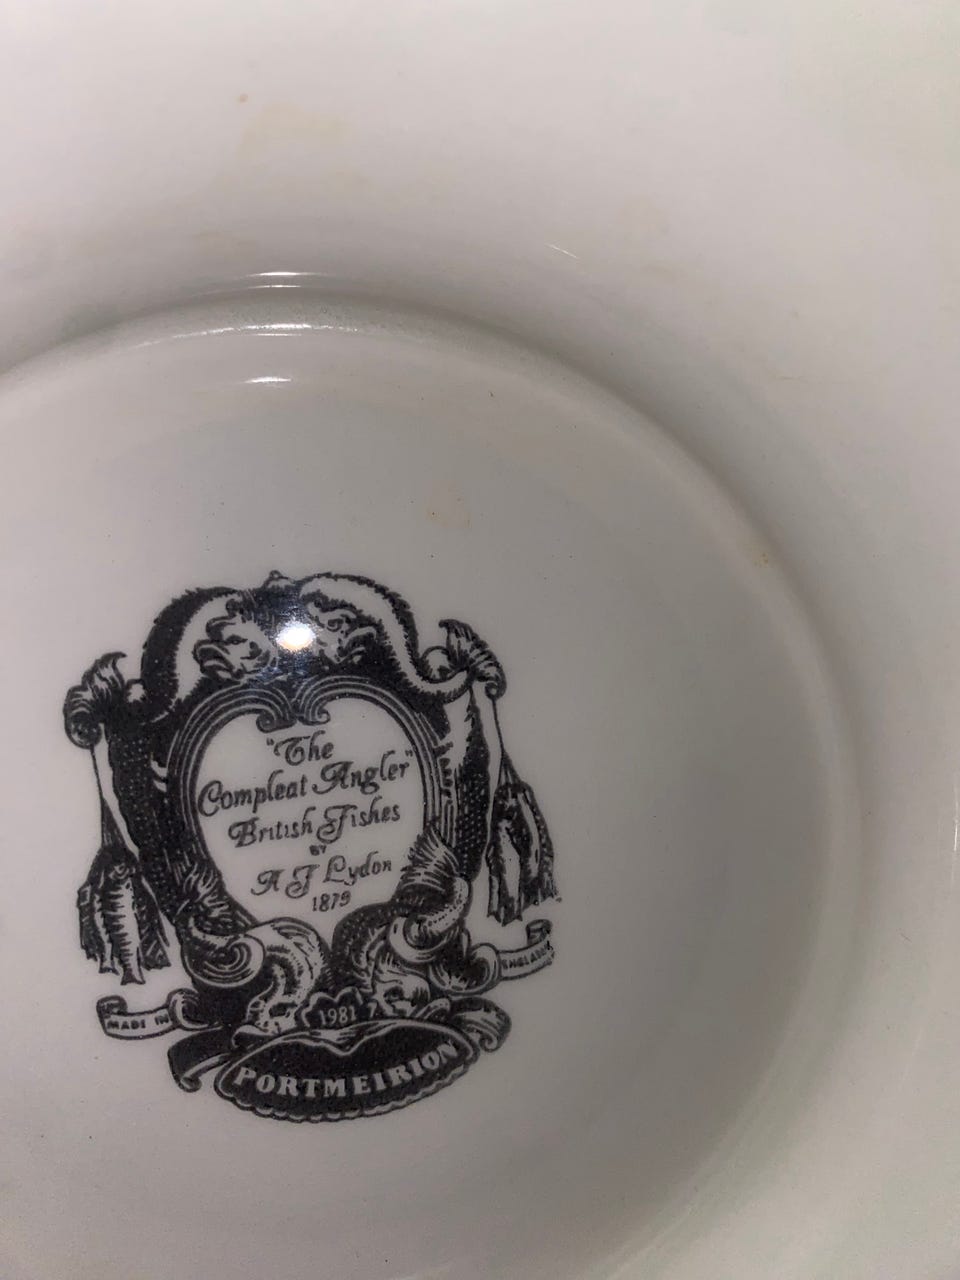 "The
Compleat Angler"
British Fishes
BY
A J Lydon
1879
MADE IN
ENGLAND
1981
PORTMEIRION